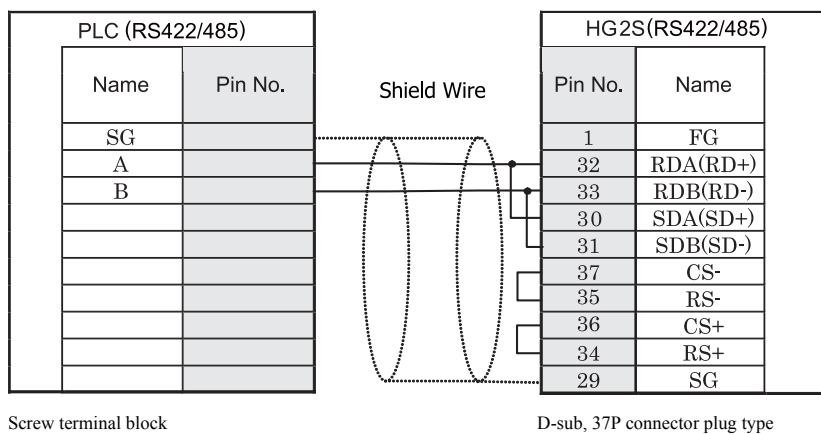 PLC (RS422/485)
HG2S(RS422/485)
Name Pin No. Shield Wire Pin No. Name
SG 1 FG
A 32 RDA(RD+)
B 33 RDB(RD-)
30 SDA(SD+)
31 SDB(SD-)
37 CS-
35 RS-
36 CS+
34 RS+
29 SG
Screw terminal block
D-sub, 37P connector plug type